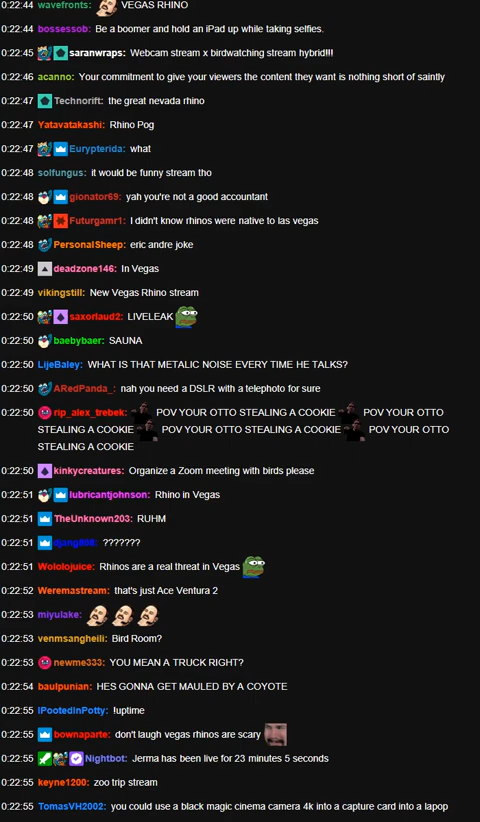 0:22:44 wavefronts: VEGAS RHINO
0:22:44 bossessob: Be a boomer and hold an iPad up while taking selfies.
0:22:45 saranwraps: Webcam stream x birdwatching stream hybrid!!!
0:22:46 acanno: Your commitment to give your viewers the content they want is nothing short of saintly
0:22:47 Technorift: the great nevada rhino
0:22:47 Yatavatakashi: Rhino Pog
0:22:47 Eurypterida: what
0:22:48 solfungus: it would be funny stream tho
0:22:48 gionator69: yah you're not a good accountant
0:22:48 Futurgamr1: I didn't know rhinos were native to las vegas
0:22:48 PersonalSheep: eric andre joke
0:22:49 deadzone146: In Vegas
0:22:49 vikingstill: New Vegas Rhino stream
0:22:50 saxorlaud2: LIVELEAK
0:22:50 baebybaer: SAUNA
0:22:50 LijeBaley: WHAT IS THAT METALIC NOISE EVERY TIME HE TALKS?
0:22:50 ARedPanda_: nah you need a DSLR with a telephoto for sure
0:22:50 rip_alex_trebek: POV YOUR OTTO STEALING A COOKIE POV YOUR OTTO
STEALING A COOKIE POV YOUR OTTO STEALING A COOKIE POV YOUR OTTO
STEALING A COOKIE
0:22:50 kinkycreatures: Organize a Zoom meeting with birds please
0:22:51 lubricantjohnson: Rhino in Vegas
0:22:51 TheUnknown203: RUHM
0:22:51 ???????
0:22:51 Wololojuice: Rhinos are a real threat in Vegas
0:22:52 Weremastream: that's just Ace Ventura 2
0:22:53 miyulake:
0:22:53 venmsangheili: Bird Room?
0:22:53 newme333: YOU MEAN A TRUCK RIGHT?
0:22:54 baulpunian: HES GONNA GET MAULED BY A COYOTE
0:22:55 IPootedInPotty: !uptime
0:22:55 bownaparte: don't laugh vegas rhinos are scary
0:22:55 Nightbot: Jerma has been live for 23 minutes 5 seconds
0:22:55 keyne1200: zoo trip stream
0:22:55 TomasVH2002: you could use a black magic cinema camera 4k into a capture card into a lapop